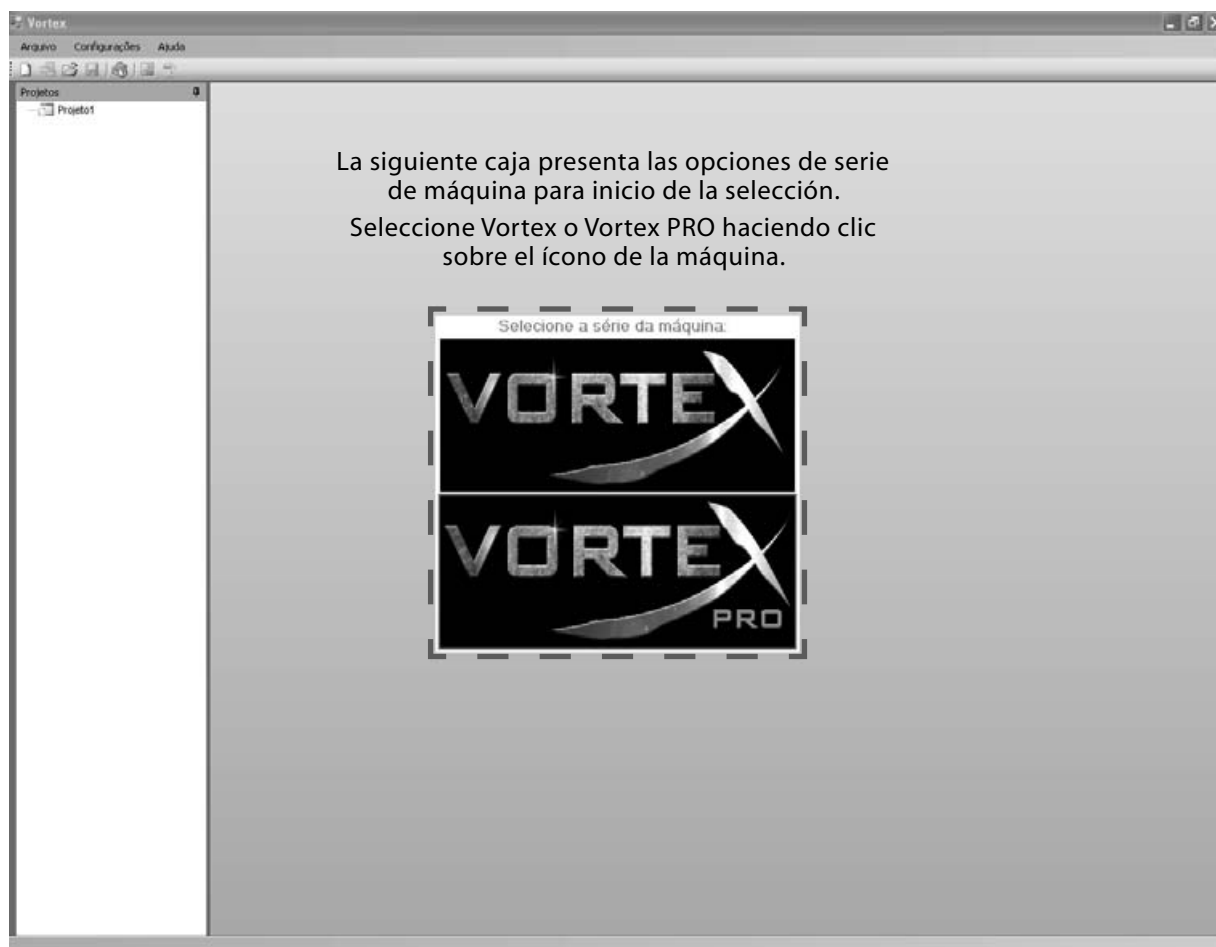 Vortex
Arquivo Configurações Ajuda
Projetos
Projeto1
La siguiente caja presenta las opciones de serie
de máquina para inicio de la selección.
Seleccione Vortex o Vortex PRO haciendo clic
sobre el ícono de la máquina.
Selecione a série da máquina:
VORTEX
VORTEX
PRO